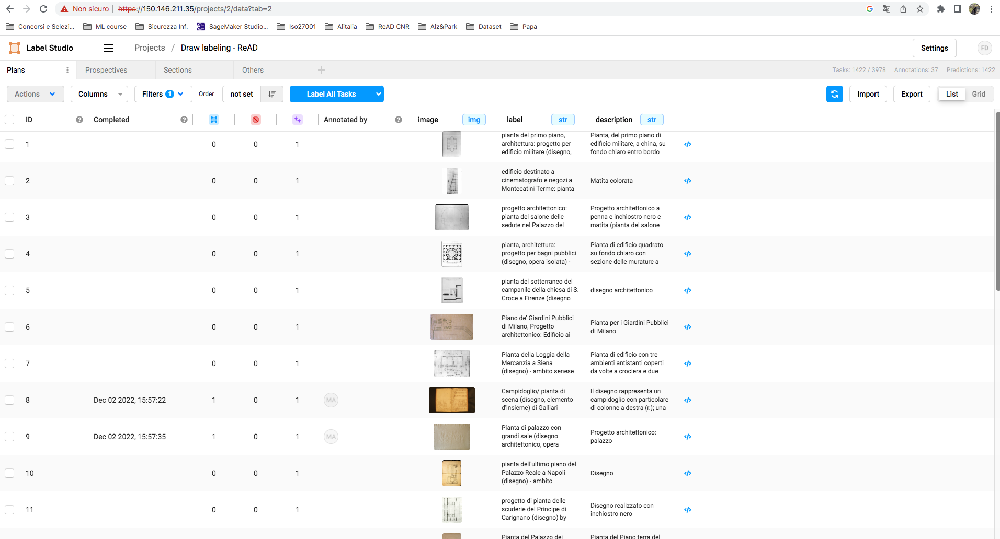 Non sicuro https://150.146.211.35/projects/2/data?tab=2
Concorsi e Selezi... ML course Sicurezza Inf. SageMaker Studio... Iso27001 Alitalia ReAD CNR Alz&Park Dataset Papa
Label Studio Projects / Draw labeling - ReAD Settings FD
Plans Prospectives Sections Others + Tasks: 1422 / 3978 Annotations: 37 Predictions: 1422
Actions Columns Filters 1 Order not set Label All Tasks Import Export List Grid
ID Completed Annotated by image img label str description str
1 0 0 1
pianta del primo piano,
architettura: progetto per
edificio militare (disegno,
Pianta, del primo piano di
edificio militare, a china, su
fondo chiaro entro bordo
2 0 0 1
edificio destinato a
cinematografo e negozi a
Montecatini Terme: pianta
Matita colorata
3 0 0 1
progetto architettonico:
pianta del salone delle
sedute nel Palazzo del
Progetto architettonico a
penna e inchiostro nero e
matita (pianta del salone
4 0 0 1
pianta, architettura:
progetto per bagni pubblici
(disegno, opera isolata) -
Pianta di edificio quadrato
su fondo chiaro con
sezione delle murature a
5 0 0 1
pianta del sotterraneo del
campanile della chiesa di S.
Croce a Firenze (disegno
disegno architettonico
6 0 0 1
Piano de' Giardini Pubblici
di Milano, Progetto
architettonico: Edificio ai
Pianta per i Giardini Pubblici
di Milano
7 0 0 1
Pianta della Loggia della
Mercanzia a Siena
(disegno) - ambito senese
Pianta di edificio con tre
ambienti antistanti coperti
da volte a crociera e due
8 Dec 02 2022, 15:57:22 1 0 1 MA
Campidoglio/ pianta di
scena (disegno, elemento
d'insieme) di Galliari
Il disegno rappresenta un
campidoglio con particolare
di colonne a destra (r.); una
9 Dec 02 2022, 15:57:35 1 0 1 MA
Pianta di palazzo con
grandi sale (disegno
architettonico, opera
Progetto architettonico:
palazzo
10 0 0 1
pianta dell'ultimo piano del
Palazzo Reale a Napoli
(disegno) - ambito
Disegno
11 0 0 1
progetto di pianta delle
scuderie del Principe di
Carignano (disegno) by
Disegno realizzato con
inchiostro nero
Pianta del Palazzo dei
Pianta del Piano terra del